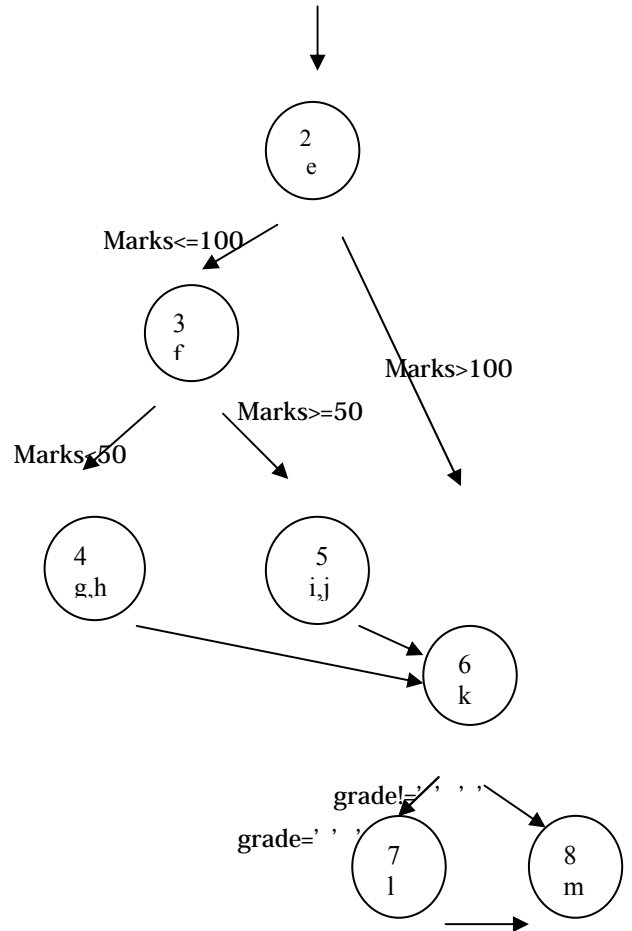 2
e
Marks<=100
3
f
Marks>100
Marks>=50
Marks<50
4
g,h
5
i,j
6
k
grade!=’ ’ ’ ’
grade=’ ’ ’
7
l
8
m